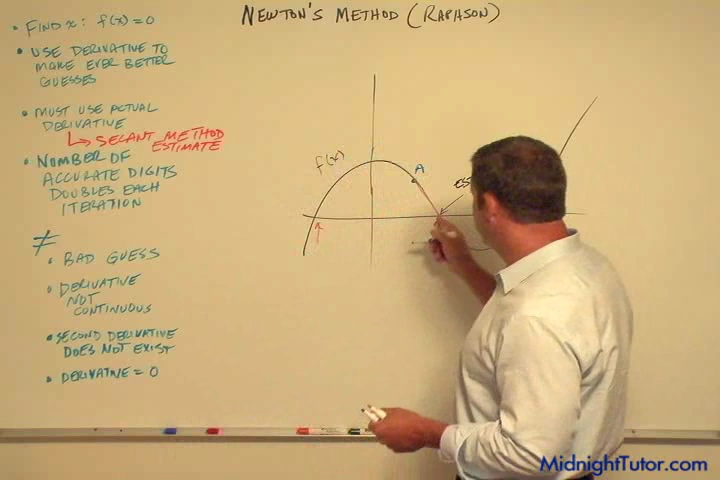 NEWTON'S METHOD (RAPHSON)
• FIND x: f(x) = 0
• USE DERIVATIVE TO
MAKE EVER BETTER
GUESSES
• MUST USE ACTUAL
DERIVATIVE
↳ SECANT METHOD
ESTIMATE
• NUMBER OF
ACCURATE DIGITS
DOUBLES EACH
ITERATION
≠
• BAD GUESS
• DERIVATIVE
NOT
CONTINUOUS
• SECOND DERIVATIVE
DOES NOT EXIST
• DERIVATIVE = 0
f(x)
A
MidnightTutor.com